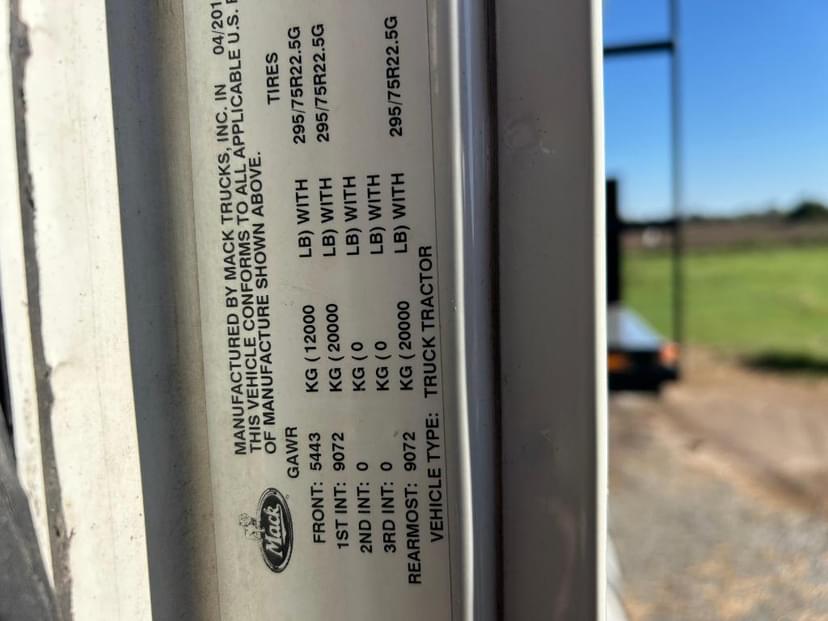 MANUFACTURED BY MACK TRUCKS, INC. IN 04/201
THIS VEHICLE CONFORMS TO ALL APPLICABLE U.S.
OF MANUFACTURE SHOWN ABOVE.
GAWR TIRES
FRONT: 5443 KG ( 12000 LB) WITH 295/75R22.5G
1ST INT: 9072 KG ( 20000 LB) WITH 295/75R22.5G
2ND INT: 0 KG ( 0 LB) WITH
3RD INT: 0 KG ( 0 LB) WITH
REARMOST: 9072 KG ( 20000 LB) WITH 295/75R22.5G
VEHICLE TYPE: TRUCK TRACTOR
Mack